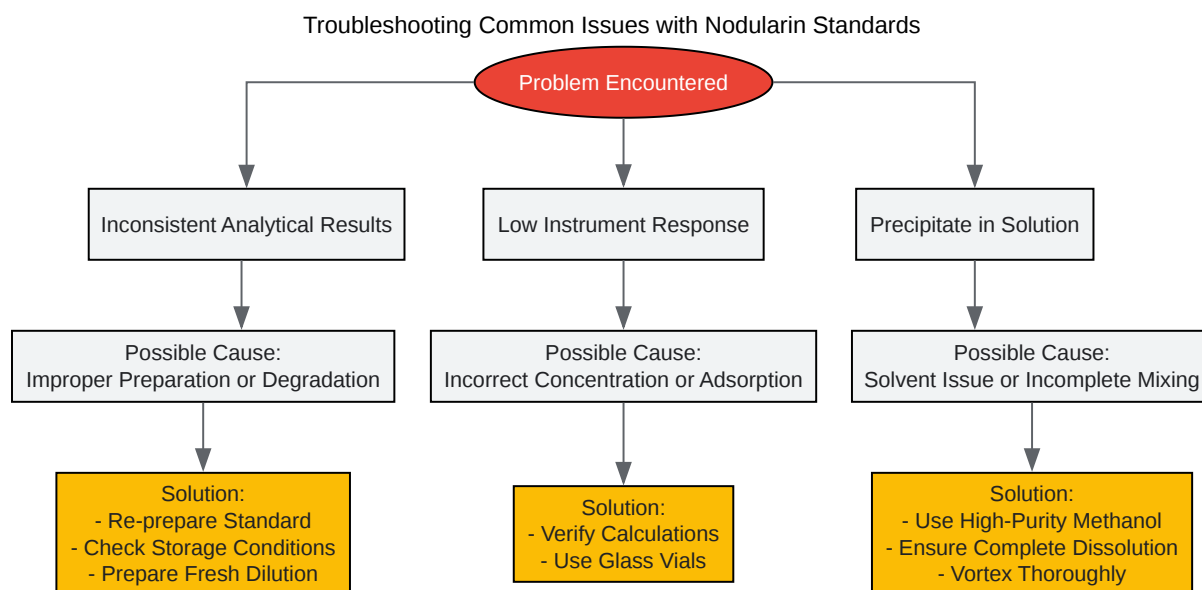 Troubleshooting Common Issues with Nodularin Standards
Problem Encountered
Inconsistent Analytical Results
Low Instrument Response
Precipitate in Solution
Possible Cause:
Improper Preparation or Degradation
Possible Cause:
Incorrect Concentration or Adsorption
Possible Cause:
Solvent Issue or Incomplete Mixing
Solution:
- Re-prepare Standard
- Check Storage Conditions
- Prepare Fresh Dilution
Solution:
- Verify Calculations
- Use Glass Vials
Solution:
- Use High-Purity Methanol
- Ensure Complete Dissolution
- Vortex Thoroughly